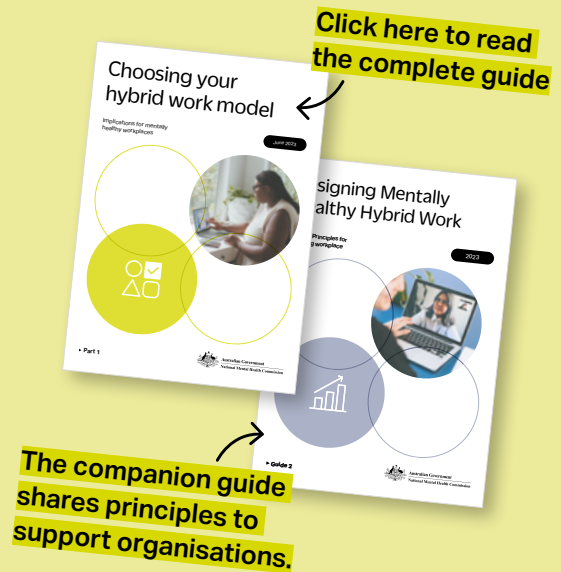 Click here to read
the complete guide
Choosing your
hybrid work model
Implications for mentally
healthy workplaces
June 2023
Part 1
Australian Government
National Mental Health Commission
signing Mentally
althy Hybrid Work
Principles for
g workplace
2023
Guide 2
Australian Government
National Mental Health Commission
The companion guide
shares principles to
support organisations.